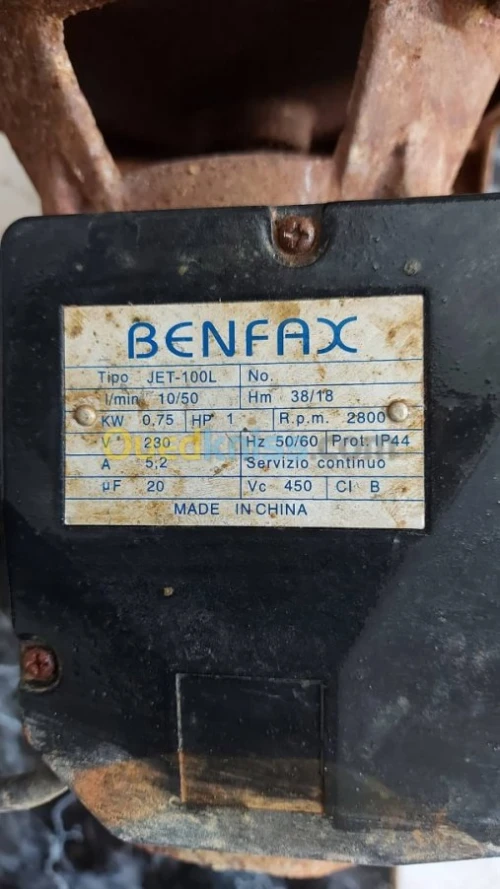 BENFAX
Tipo JET-100L No.
l/min 10/50 Hm 38/18
KW 0,75 HP 1 R.p.m. 2800
V~ 230 Hz 50/60 Prot. IP44
A 5,2 Servizio continuo
µF 20 Vc 450 Cl B
MADE IN CHINA